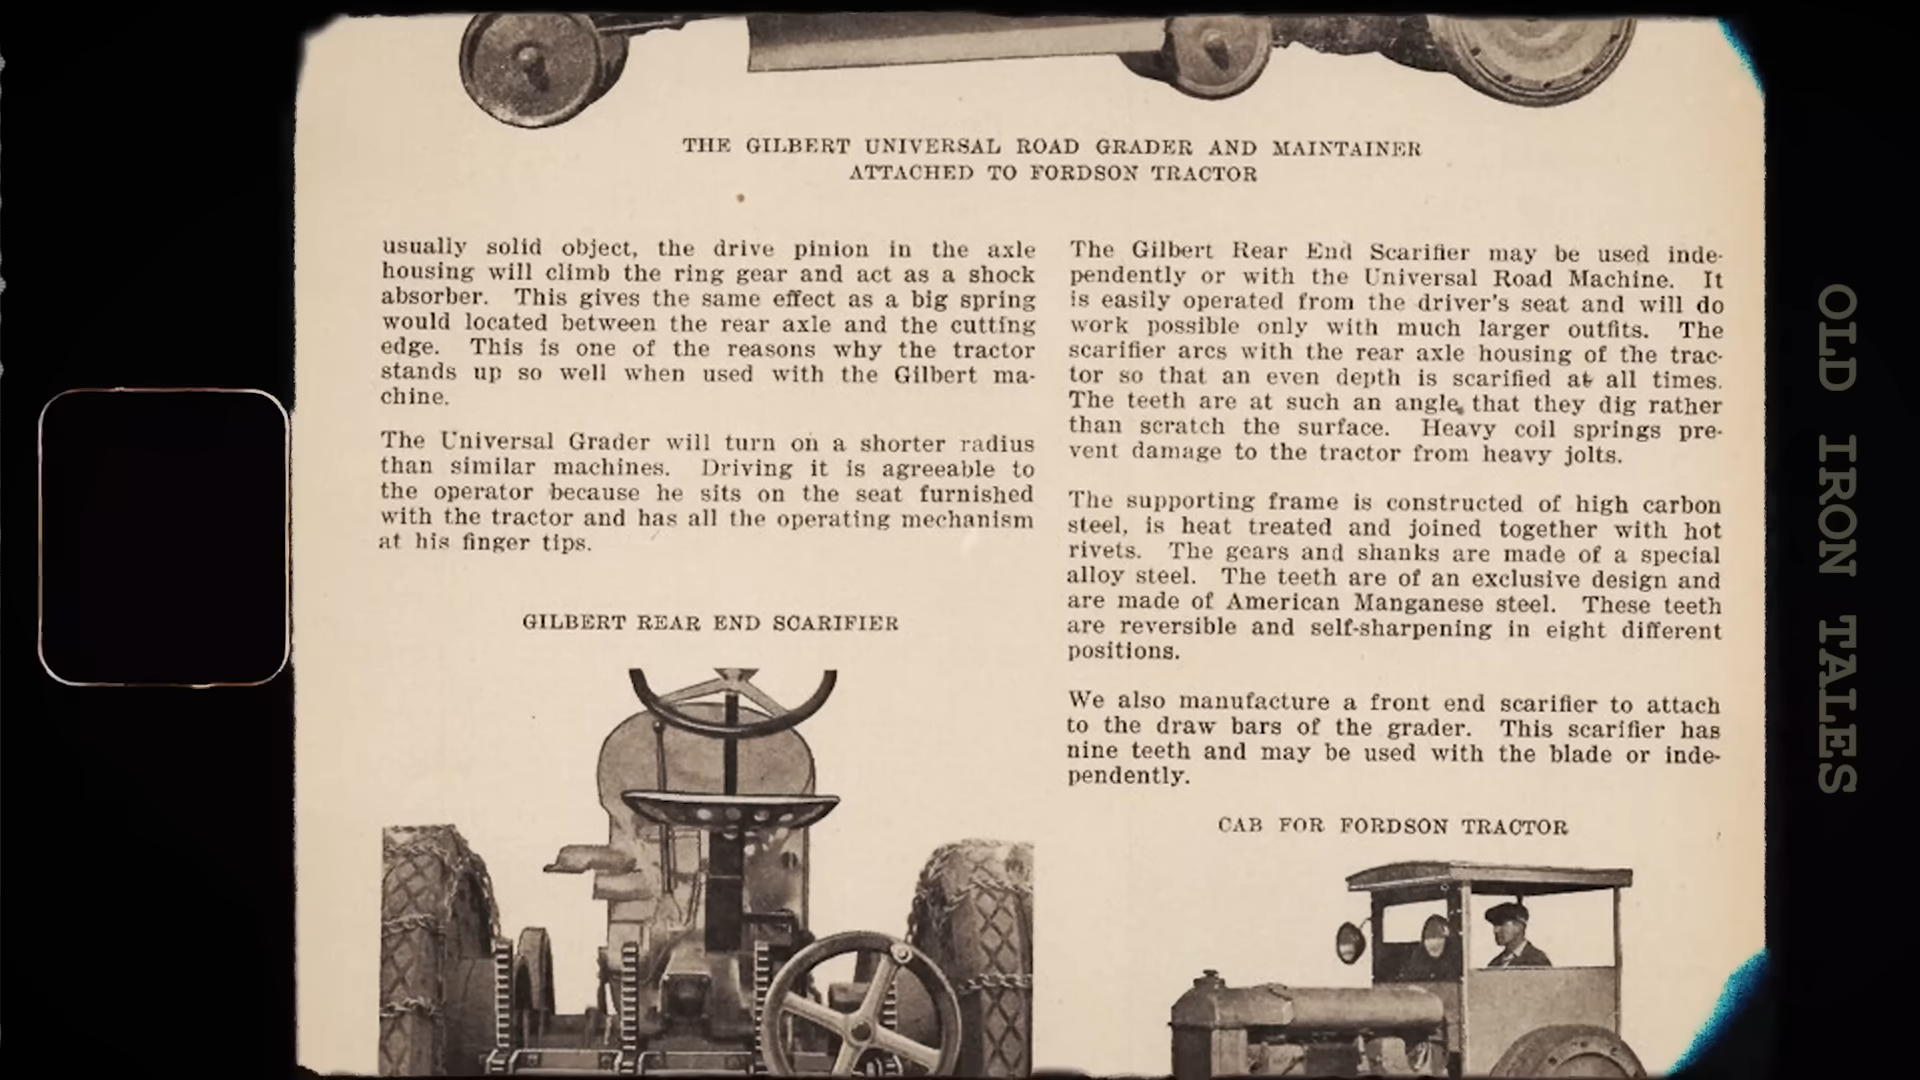 THE GILBERT UNIVERSAL ROAD GRADER AND MAINTAINER
ATTACHED TO FORDSON TRACTOR
usually solid object, the drive pinion in the axle
housing will climb the ring gear and act as a shock
absorber. This gives the same effect as a big spring
would located between the rear axle and the cutting
edge. This is one of the reasons why the tractor
stands up so well when used with the Gilbert ma-
chine.
The Universal Grader will turn on a shorter radius
than similar machines. Driving it is agreeable to
the operator because he sits on the seat furnished
with the tractor and has all the operating mechanism
at his finger tips.
GILBERT REAR END SCARIFIER
The Gilbert Rear End Scarifier may be used inde-
pendently or with the Universal Road Machine. It
is easily operated from the driver's seat and will do
work possible only with much larger outfits. The
scarifier arcs with the rear axle housing of the trac-
tor so that an even depth is scarified at all times.
The teeth are at such an angle, that they dig rather
than scratch the surface. Heavy coil springs pre-
vent damage to the tractor from heavy jolts.
The supporting frame is constructed of high carbon
steel, is heat treated and joined together with hot
rivets. The gears and shanks are made of a special
alloy steel. The teeth are of an exclusive design and
are made of American Manganese steel. These teeth
are reversible and self-sharpening in eight different
positions.
We also manufacture a front end scarifier to attach
to the draw bars of the grader. This scarifier has
nine teeth and may be used with the blade or inde-
pendently.
CAB FOR FORDSON TRACTOR
OLD IRON TALES